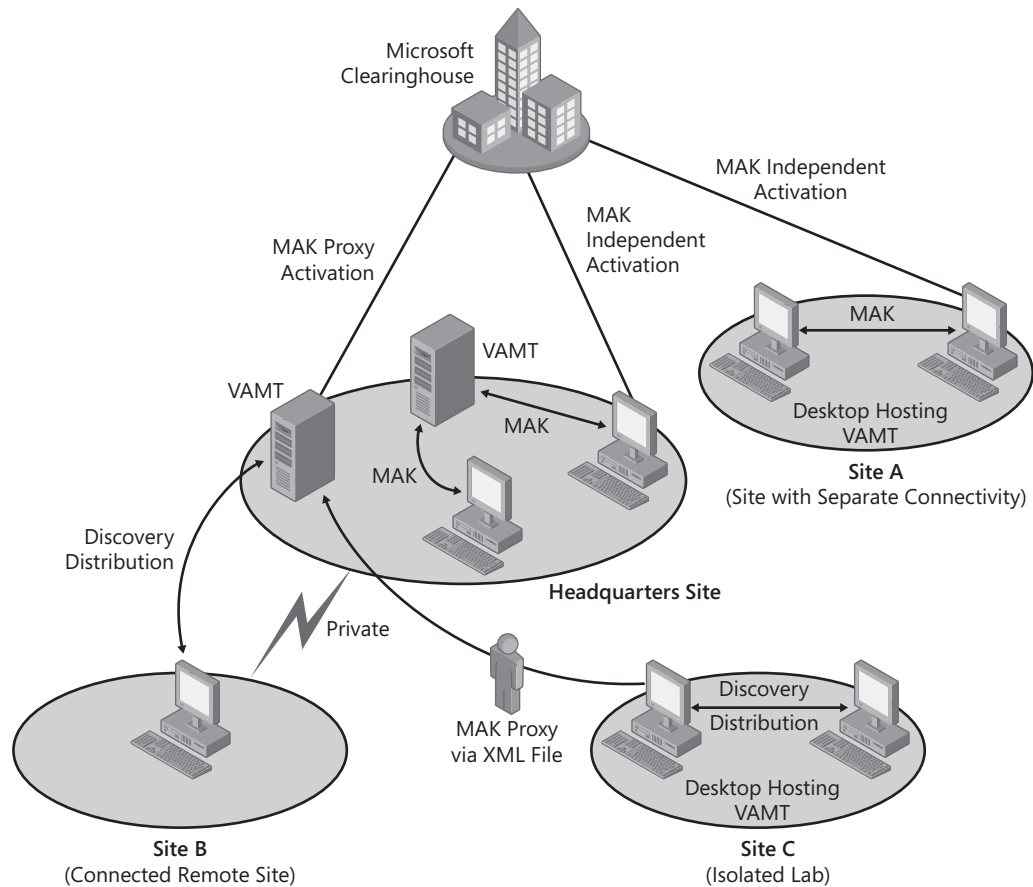 Microsoft
Clearinghouse
MAK Independent
Activation
MAK
Independent
Activation
MAK Proxy
Activation
VAMT
VAMT
MAK
MAK
MAK
Desktop Hosting
VAMT
Site A
(Site with Separate Connectivity)
Discovery
Distribution
Headquarters Site
Private
MAK Proxy
via XML File
Discovery
Distribution
Desktop Hosting
VAMT
Site B
(Connected Remote Site)
Site C
(Isolated Lab)